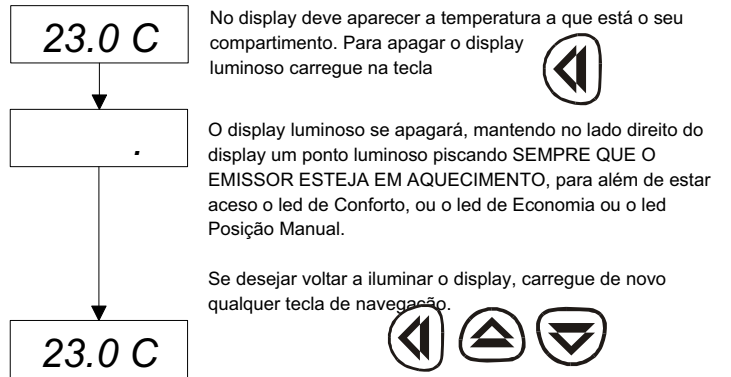 23.0 C
No display deve aparecer a temperatura a que está o seu
compartimento. Para apagar o display
luminoso carregue na tecla
.
O display luminoso se apagará, mantendo no lado direito do
display um ponto luminoso piscando SEMPRE QUE O
EMISSOR ESTEJA EM AQUECIMENTO, para além de estar
aceso o led de Conforto, ou o led de Economia ou o led
Posição Manual.
Se desejar voltar a iluminar o display, carregue de novo
qualquer tecla de navegação.
23.0 C